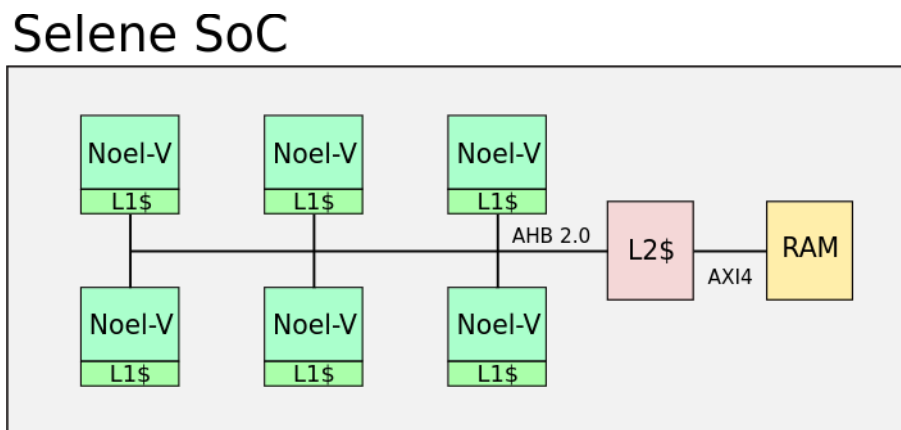 Selene SoC
Noel-V
L1$
Noel-V
L1$
Noel-V
L1$
AHB 2.0
L2$
AXI4
RAM
Noel-V
L1$
Noel-V
L1$
Noel-V
L1$